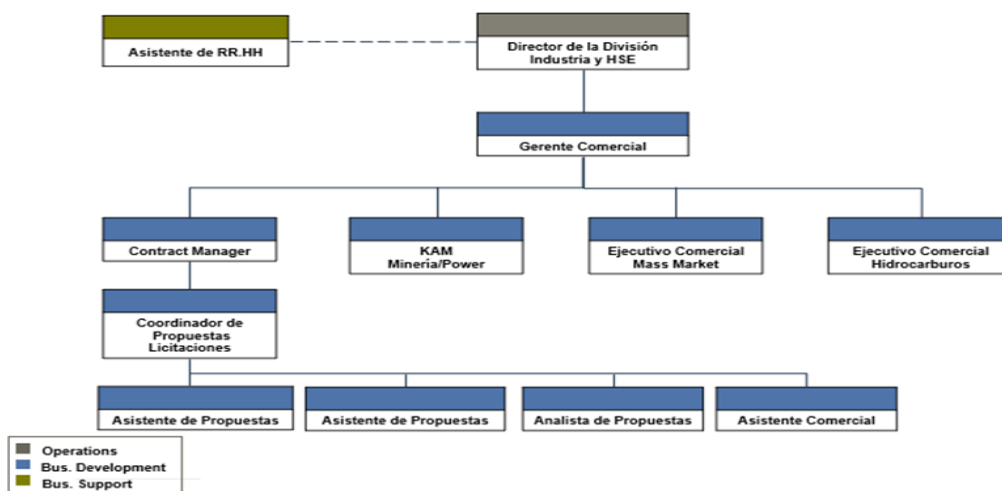 Asistente de RR.HH
Director de la División
Industria y HSE
Gerente Comercial
Contract Manager
KAM
Minería/Power
Ejecutivo Comercial
Mass Market
Ejecutivo Comercial
Hidrocarburos
Coordinador de
Propuestas
Licitaciones
Asistente de Propuestas
Asistente de Propuestas
Analista de Propuestas
Asistente Comercial
Operations
Bus. Development
Bus. Support